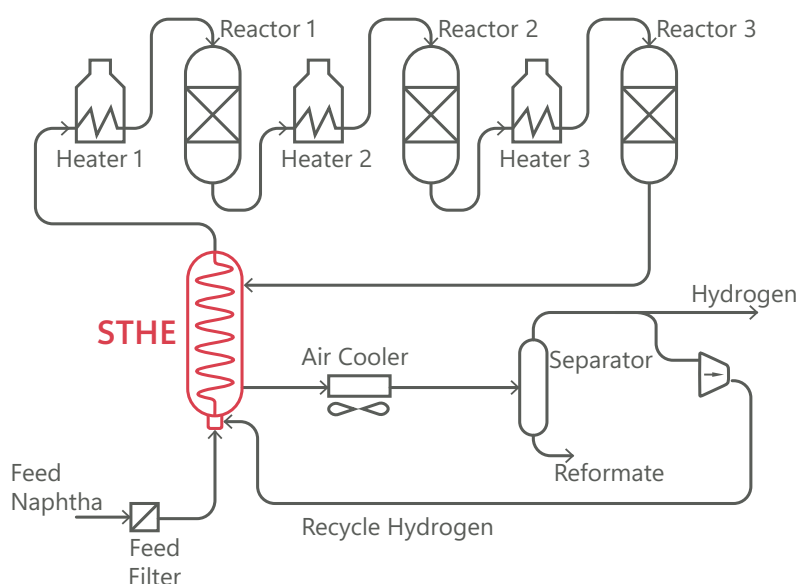 Reactor 1
Reactor 2
Reactor 3
Heater 1
Heater 2
Heater 3
STHE
Hydrogen
Air Cooler
Separator
Reformate
Feed
Naphtha
Recycle Hydrogen
Feed
Filter